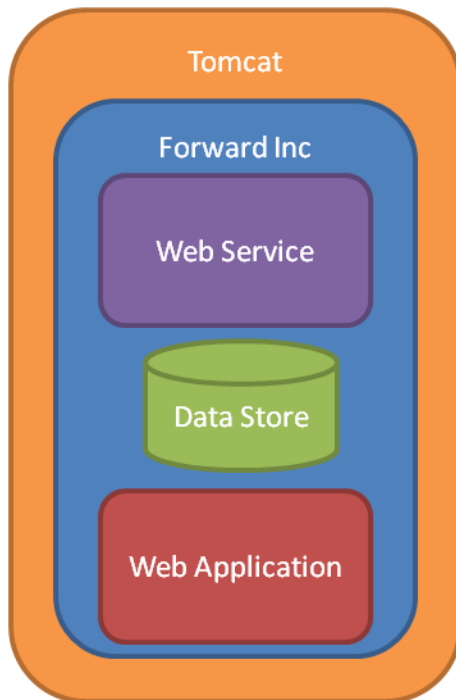 Tomcat
Forward Inc
Web Service
Data Store
Web Application